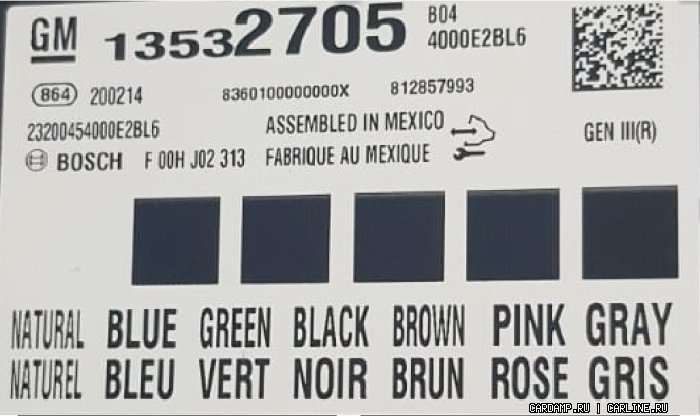 GM 13532705 B04
4000E2BL6
864 200214 8360100000000X 812857993
23200454000E2BL6 ASSEMBLED IN MEXICO
GEN III(R)
BOSCH F 00H J02 313 FABRIQUE AU MEXIQUE
NATURAL BLUE GREEN BLACK BROWN PINK GRAY
NATUREL BLEU VERT NOIR BRUN ROSE GRIS
CARDAMP.RU | CARLINE.RU